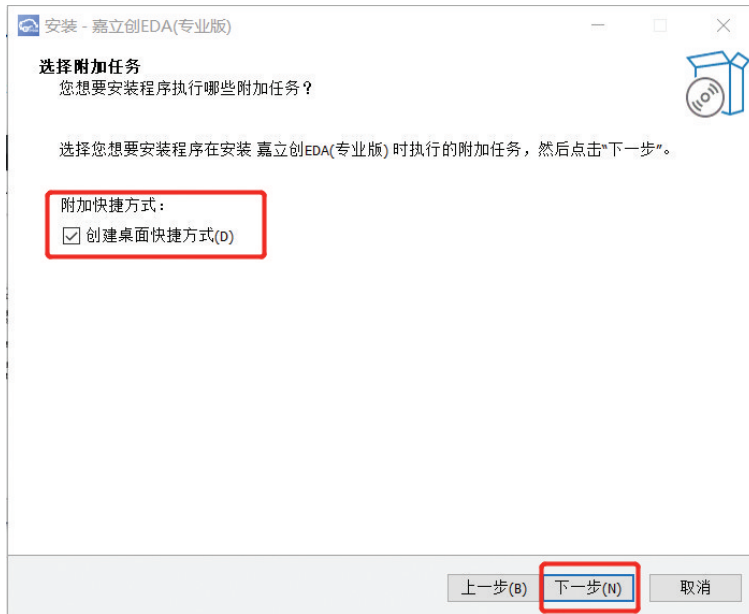 安装 - 嘉立创EDA(专业版)
选择附加任务
您想要安装程序执行哪些附加任务？
选择您想要安装程序在安装 嘉立创EDA(专业版) 时执行的附加任务，然后点击“下一步”。
附加快捷方式：
创建桌面快捷方式(D)
上一步(B) 下一步(N) 取消